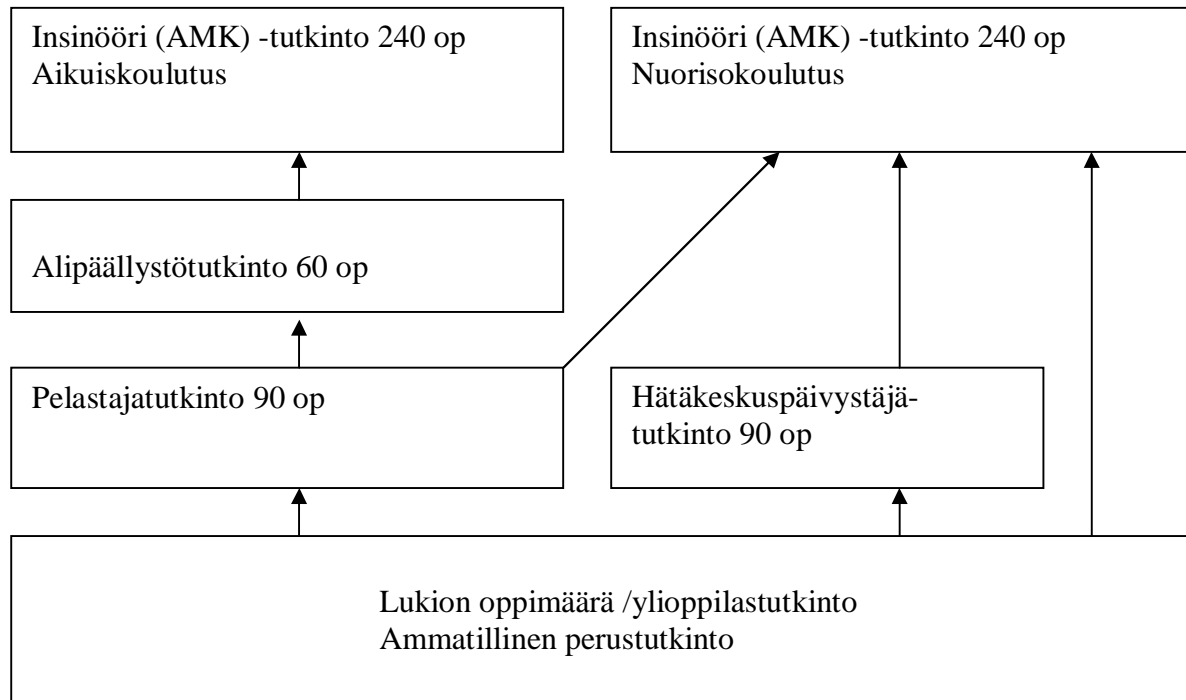 Insinööri (AMK) -tutkinto 240 op
Aikuiskoulutus
Insinööri (AMK) -tutkinto 240 op
Nuorisokoulutus
Alipäällystötutkinto 60 op
Pelastajatutkinto 90 op
Hätäkeskuspäivystäjä-
tutkinto 90 op
Lukion oppimäärä /ylioppilastutkinto
Ammatillinen perustutkinto